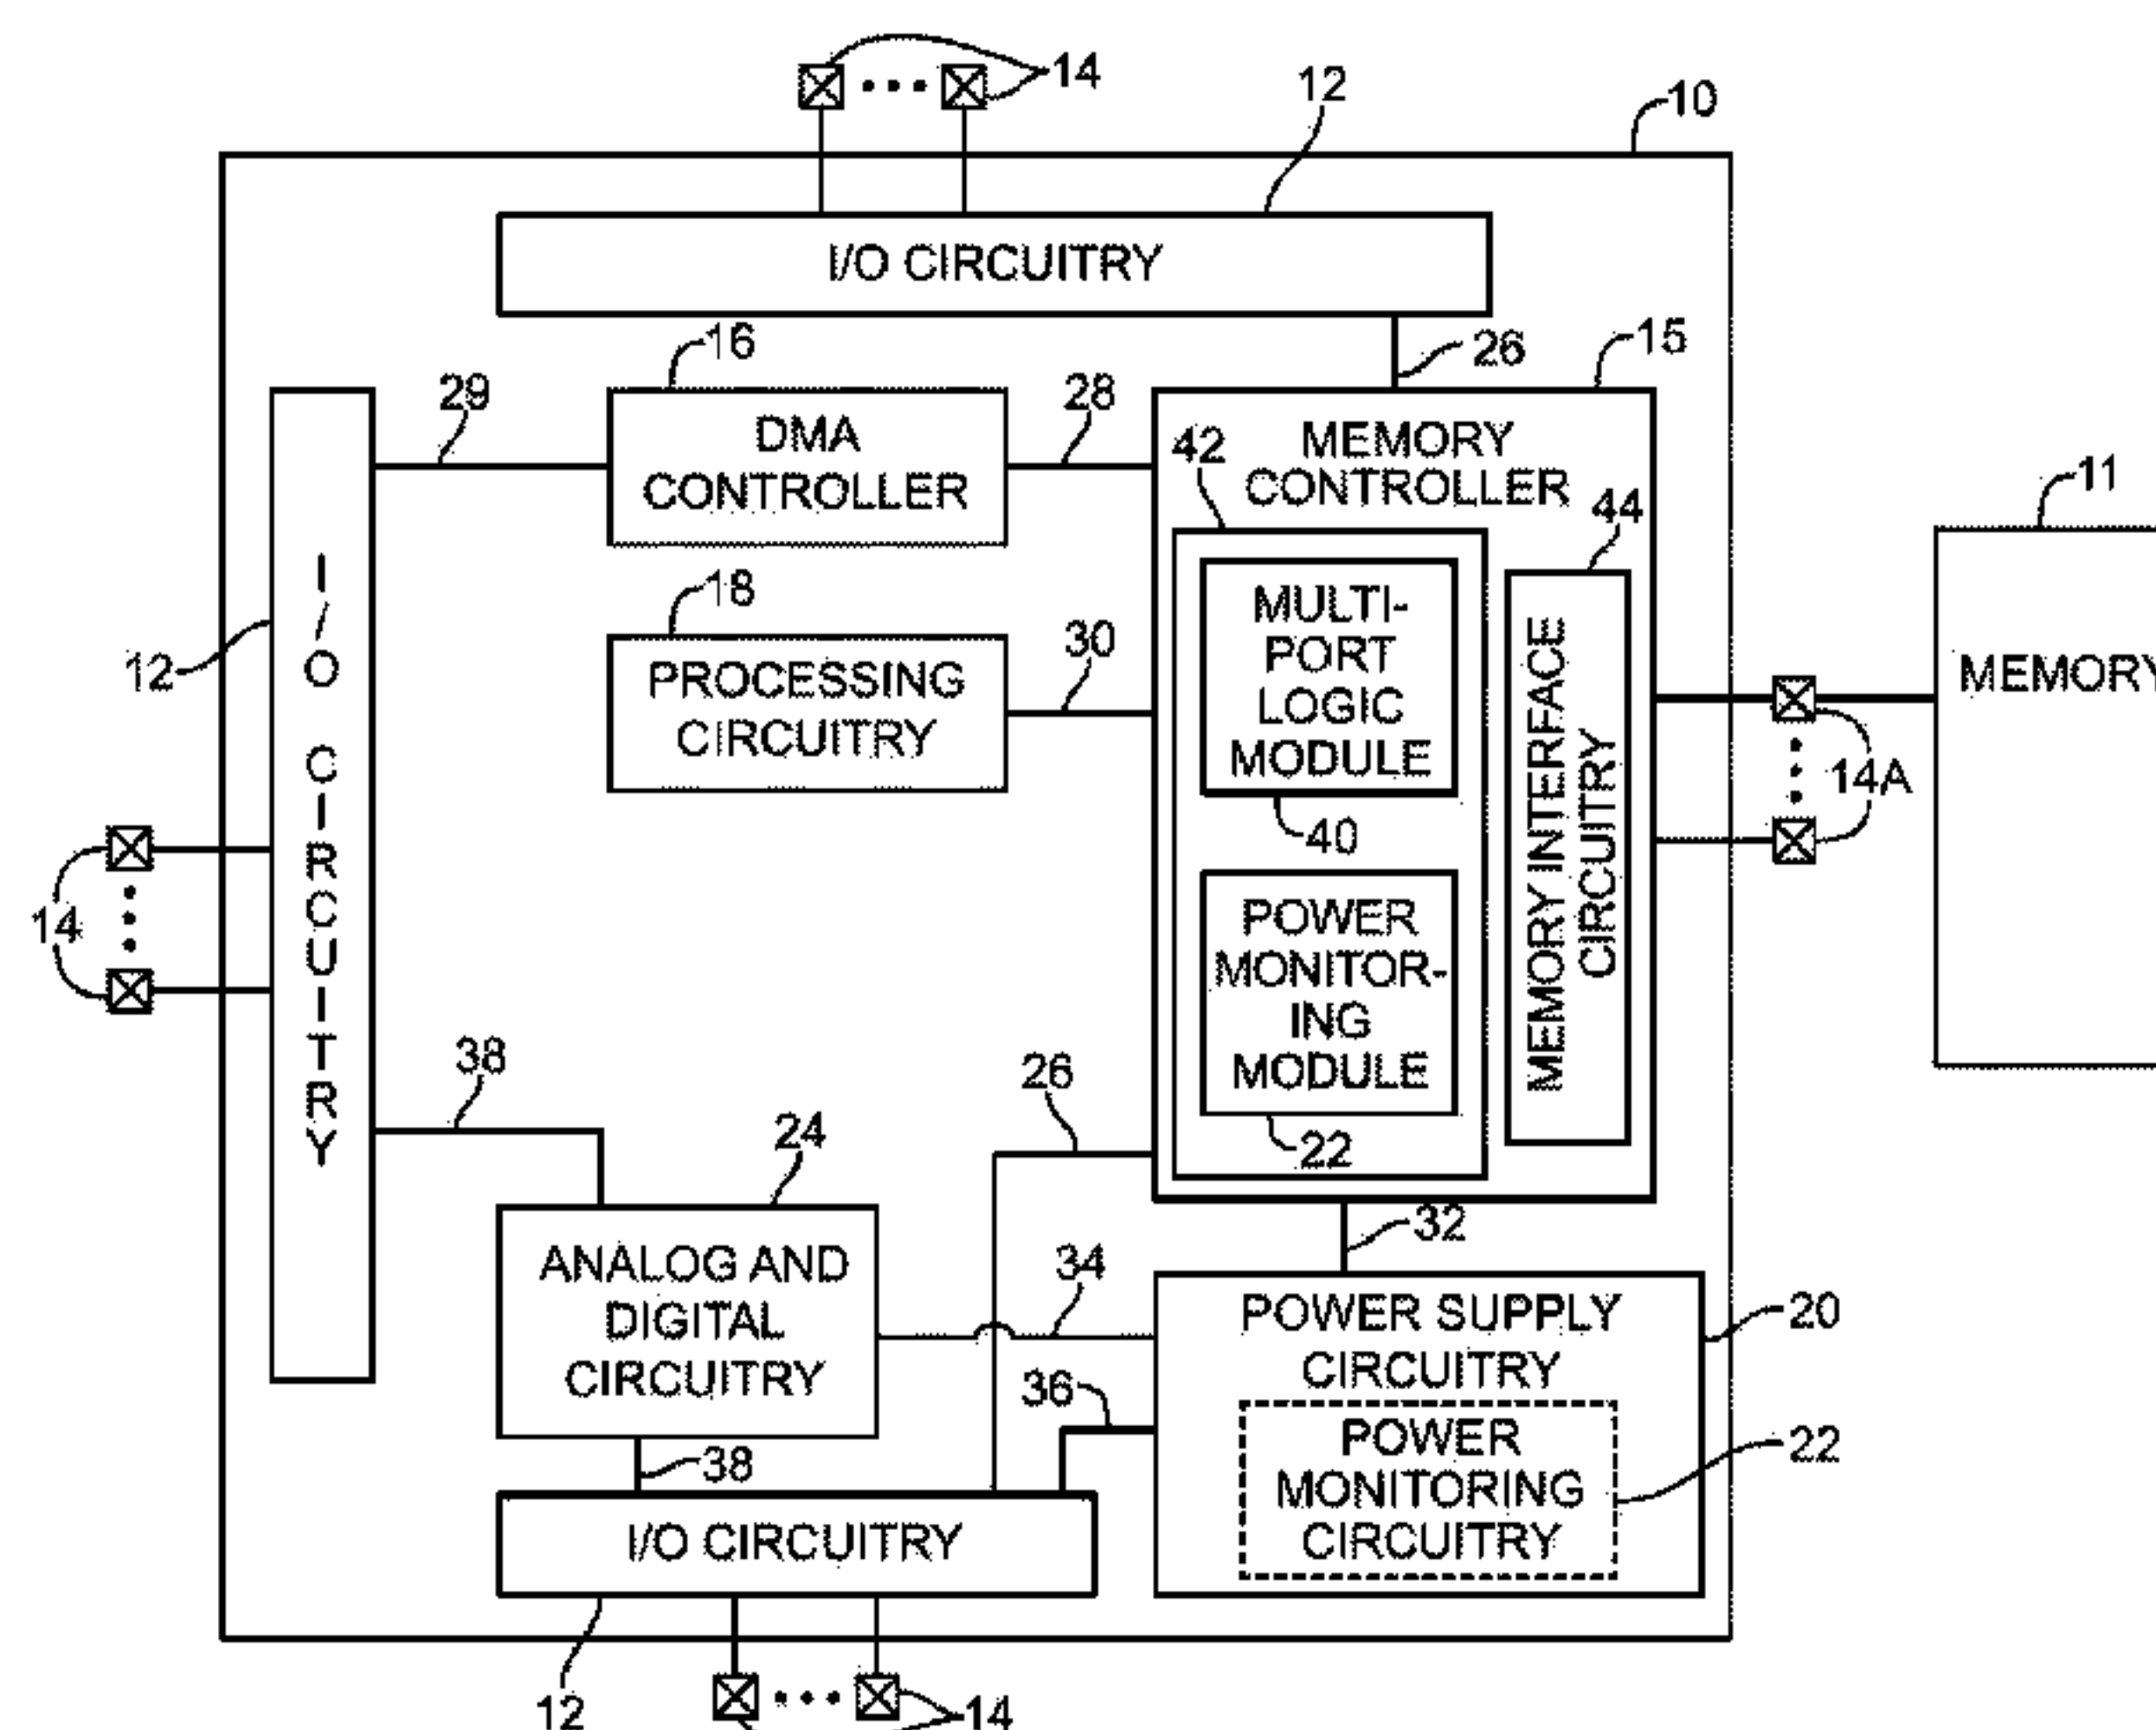 14
12
10
I/O CIRCUITRY
16
26
15
29
28
DMA
CONTROLLER
42
MEMORY
CONTROLLER
44
11
18
MULTI-
PORT
LOGIC
MODULE
PROCESSING
CIRCUITRY
30
12
I/O CIRCUITRY
MEMORY INTERFACE
CIRCUITRY
MEMORY
14A
40
14
POWER
MONITOR-
ING
MODULE
38
26
24
22
32
ANALOG AND
DIGITAL
CIRCUITRY
34
POWER SUPPLY
CIRCUITRY
20
36
POWER
MONITORING
CIRCUITRY
22
38
I/O CIRCUITRY
12
14